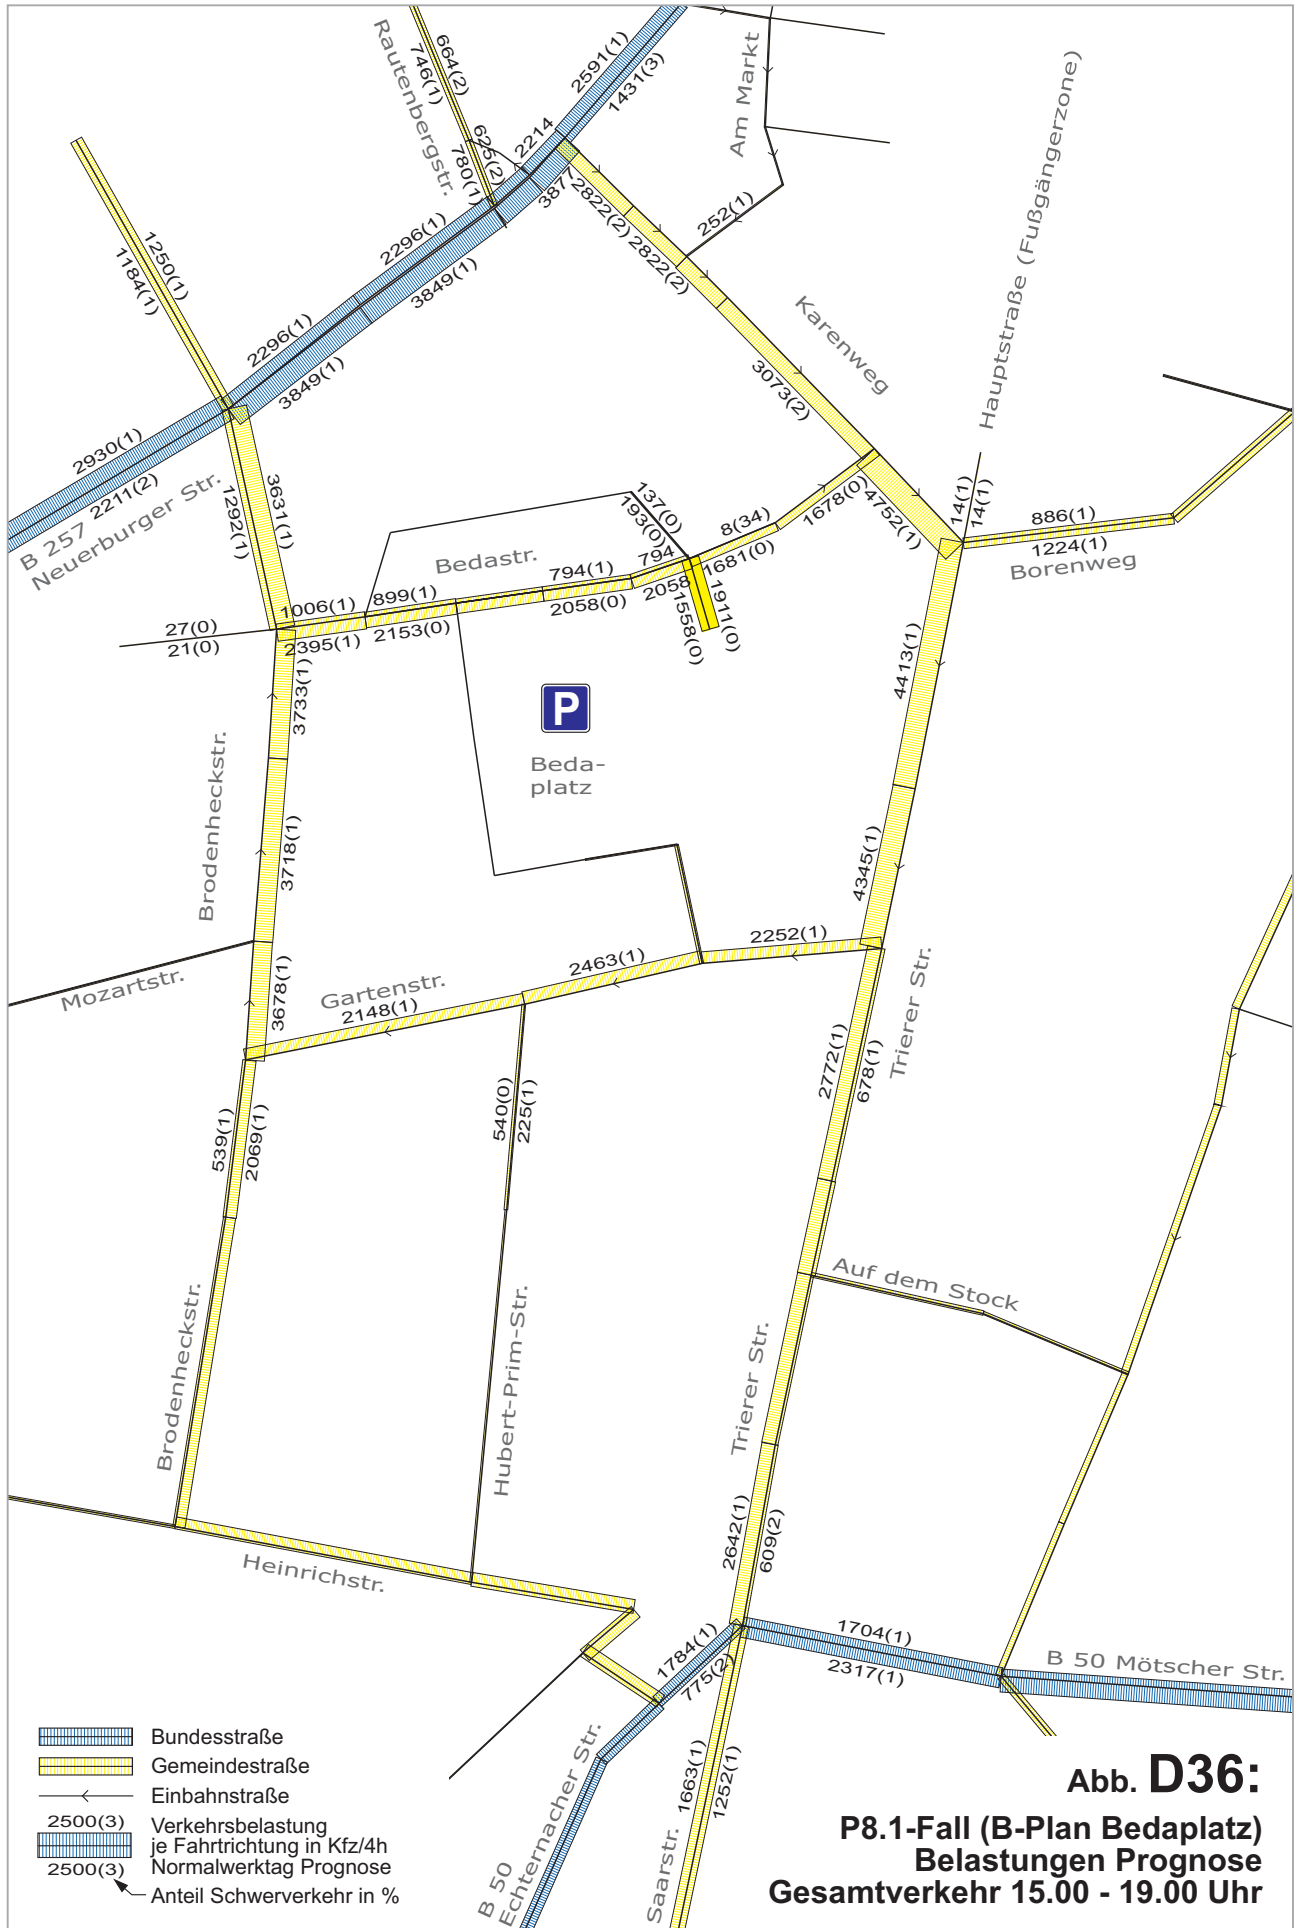 2591(1)
1431(3)
Rautenbergstr.
664(2)
746(1)
625(2)
780(1)
2214
3877
Am Markt
252(1)
2822(2)
2822(2)
Karenweg
3073(2)
Hauptstraße (Fußgängerzone)
1250(1)
1184(1)
2296(1)
3849(1)
2296(1)
3849(1)
2930(1)
2211(2)
B 257
Neuerburger Str.
3631(1)
1292(1)
137(0)
193(0)
8(34)
1678(0)
4752(1)
14(1)
14(1)
886(1)
1224(1)
Borenweg
Bedastr.
794
1681(0)
794(1)
2058
2058(0)
899(1)
2153(0)
1006(1)
2395(1)
1911(0)
1558(0)
27(0)
21(0)
3733(1)
4413(1)
P
Beda-
platz
Brodenheckstr.
3718(1)
4345(1)
2252(1)
2463(1)
Mozartstr.
Gartenstr.
2148(1)
3678(1)
Trierer Str.
2772(1)
678(1)
540(0)
225(1)
539(1)
2069(1)
Auf dem Stock
Brodenheckstr.
Hubert-Prim-Str.
Trierer Str.
2642(1)
609(2)
Heinrichstr.
1784(1)
775(2)
1704(1)
2317(1)
B 50 Mötscher Str.
B 50
Echternacher Str.
Saarstr.
1663(1)
1252(1)
Bundesstraße
Gemeindestraße
Einbahnstraße
2500(3) Verkehrsbelastung
je Fahrtrichtung in Kfz/4h
2500(3) Normalwerktag Prognose
Anteil Schwerverkehr in %
Abb. D36:
P8.1-Fall (B-Plan Bedaplatz)
Belastungen Prognose
Gesamtverkehr 15.00 - 19.00 Uhr